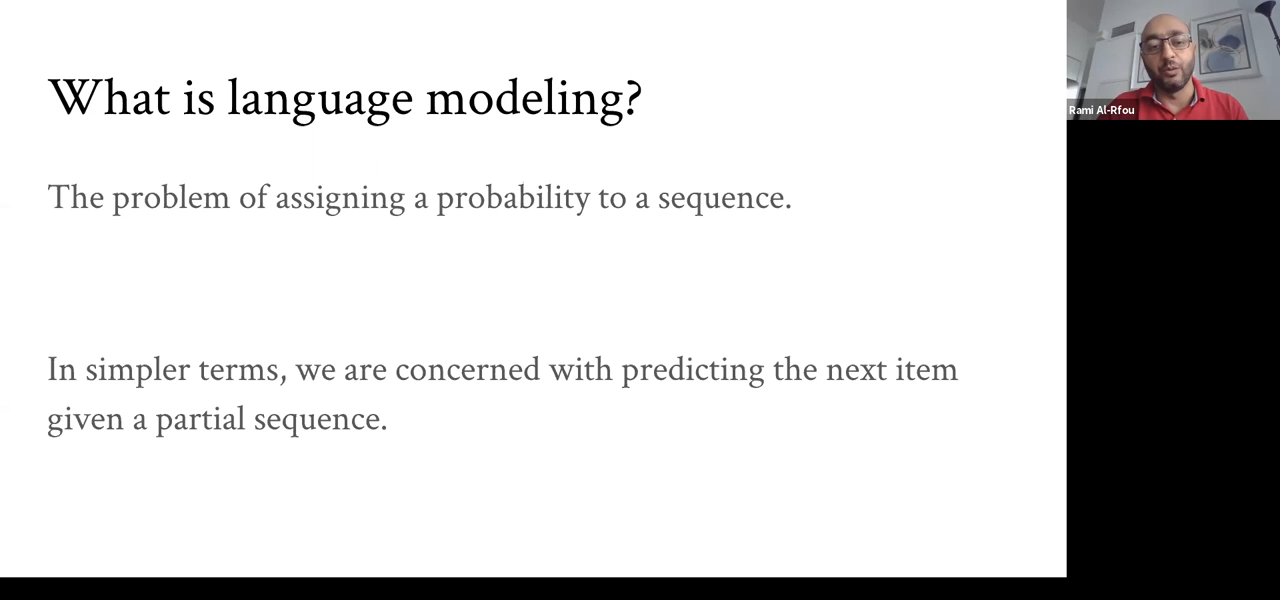 What is language modeling?
The problem of assigning a probability to a sequence.
In simpler terms, we are concerned with predicting the next item
given a partial sequence.
Rami Al-Rfou